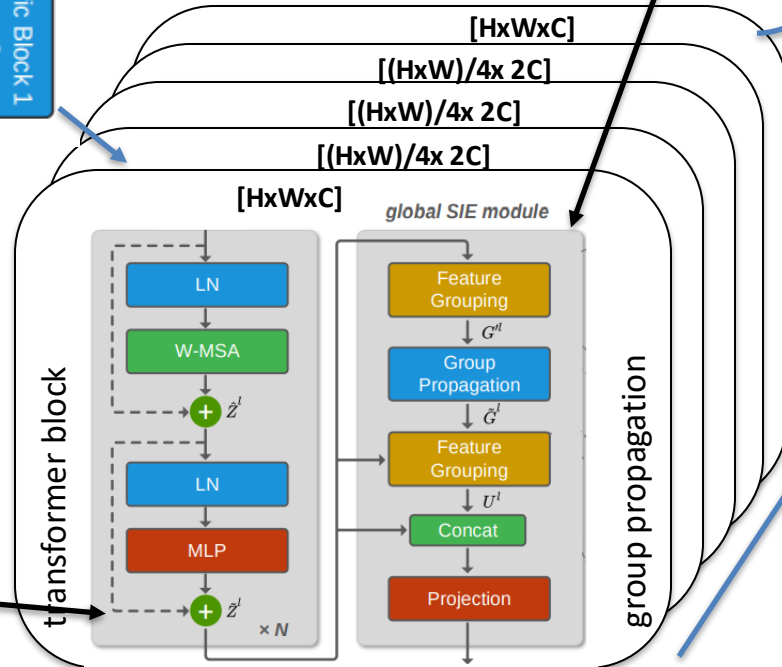 ic Block 1
[HxWxC]
[(HxW)/4x 2C]
[(HxW)/4x 2C]
[(HxW)/4x 2C]
[HxWxC]
global SIE module
transformer block
LN
W-MSA
+
Ẑˡ
LN
MLP
+
Z̃ˡ
× N
Feature
Grouping
G′ˡ
Group
Propagation
G̃ˡ
Feature
Grouping
Uˡ
Concat
Projection
group propagation